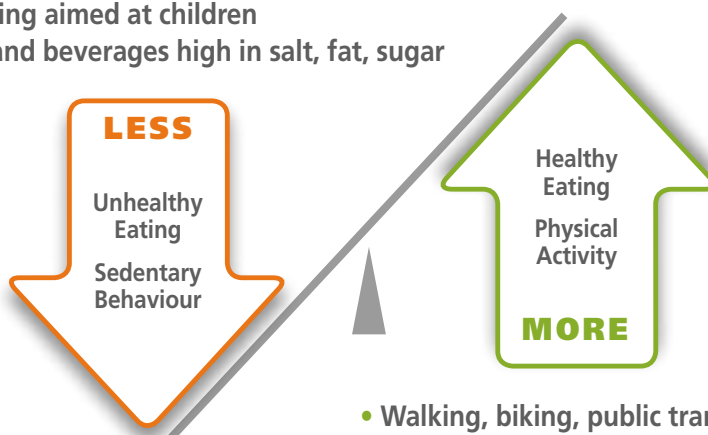 ing aimed at children
and beverages high in salt, fat, sugar
LESS
Unhealthy
Eating
Sedentary
Behaviour
Healthy
Eating
Physical
Activity
MORE
• Walking, biking, public tran